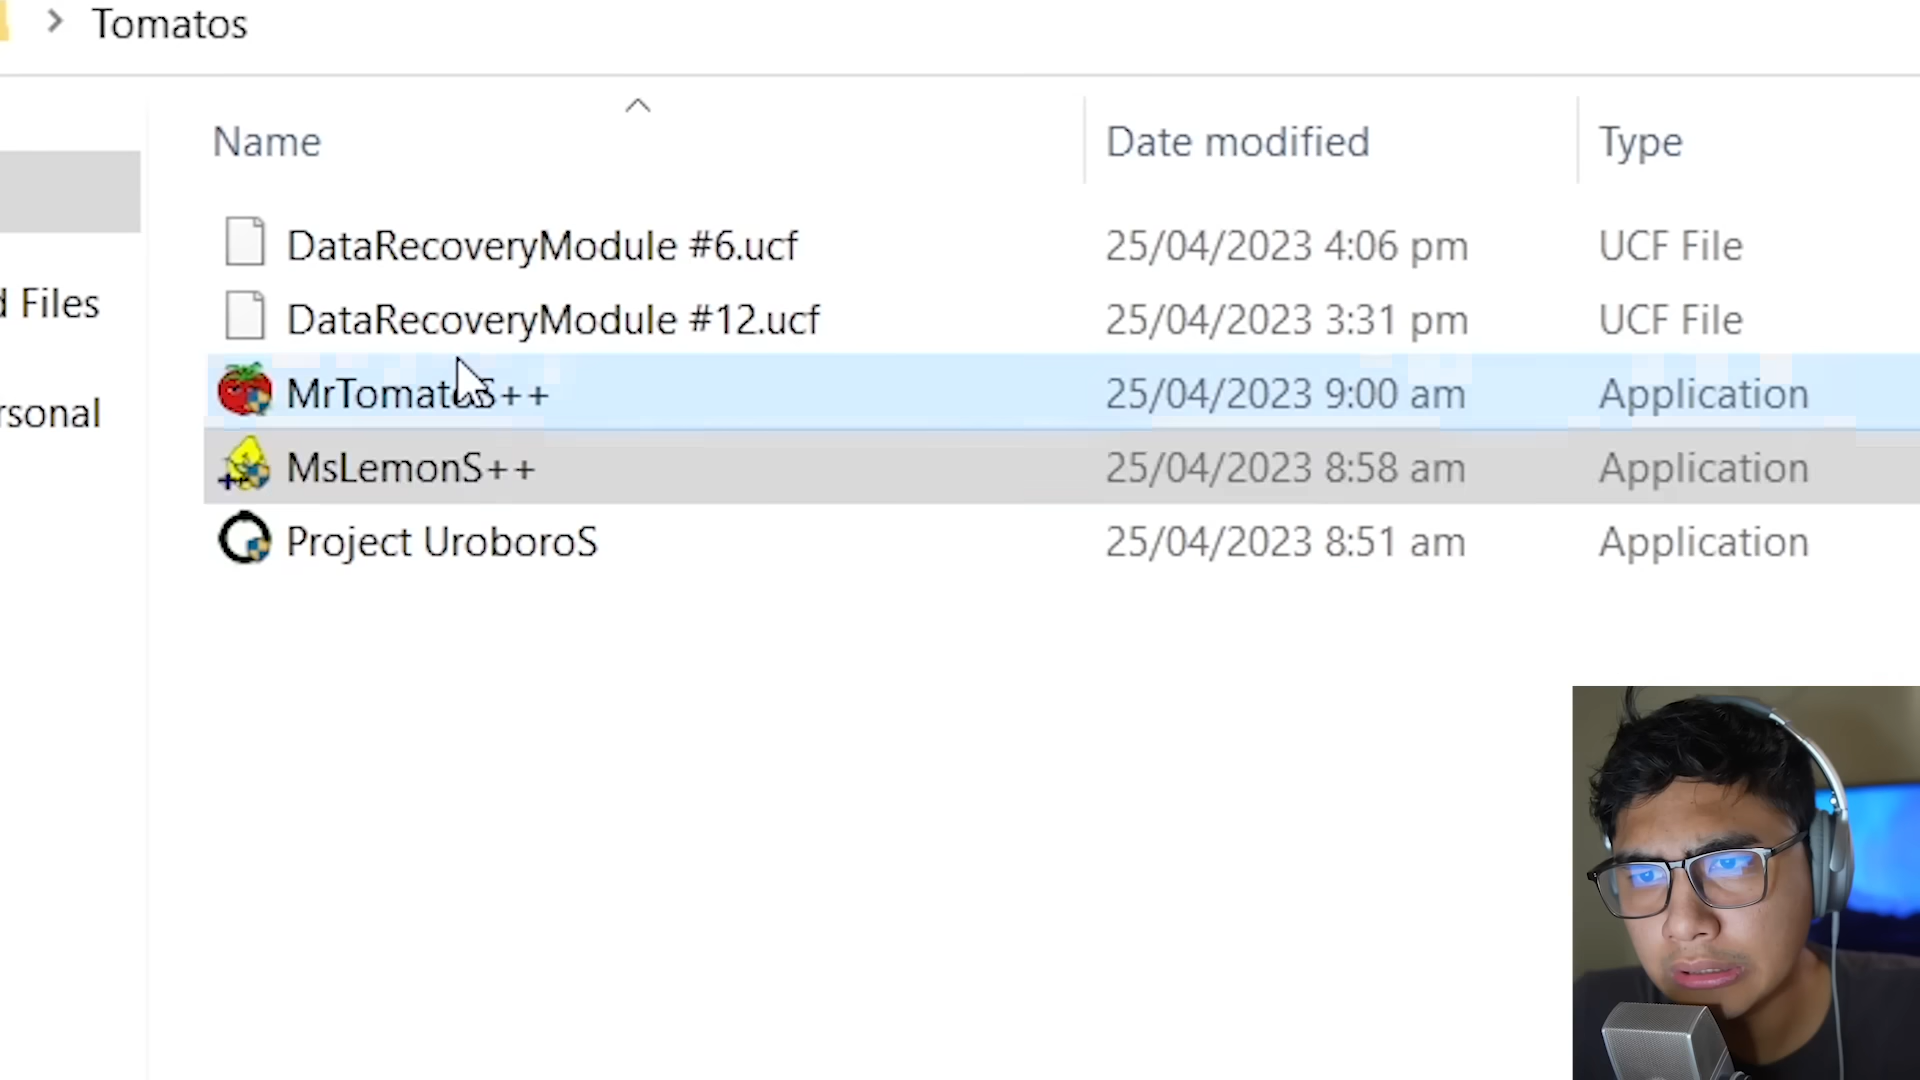 Tomatos
Name Date modified Type
DataRecoveryModule #6.ucf 25/04/2023 4:06 pm UCF File
d Files
DataRecoveryModule #12.ucf 25/04/2023 3:31 pm UCF File
MrTomatoS++ 25/04/2023 9:00 am Application
rsonal
MsLemonS++ 25/04/2023 8:58 am Application
Project UroboroS 25/04/2023 8:51 am Application